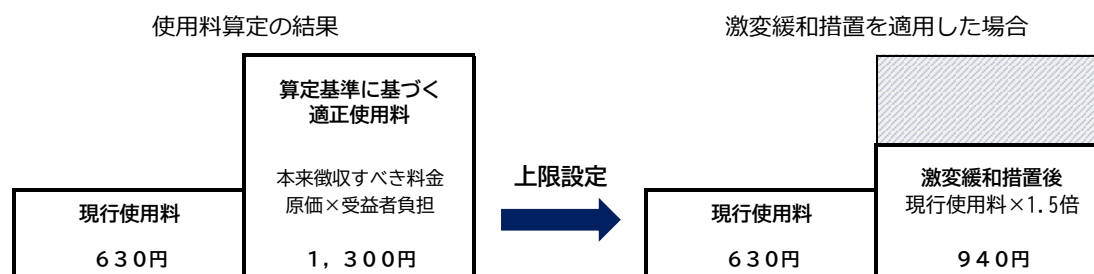 使用料算定の結果
算定基準に基づく
適正使用料
本来徴収すべき料金
原価×受益者負担
1，300円
現行使用料
630円
上限設定
激変緩和措置を適用した場合
現行使用料
630円
激変緩和措置後
現行使用料×1.5倍
940円